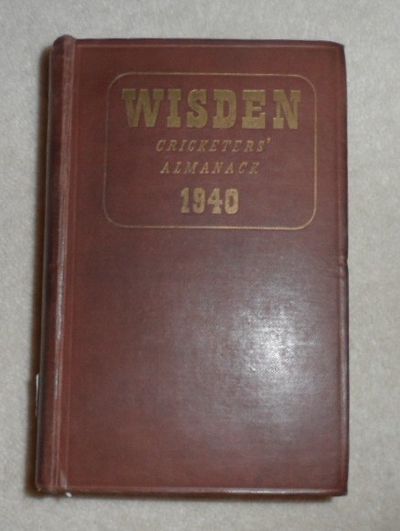 WISDEN
CRICKETERS'
ALMANACK
1940